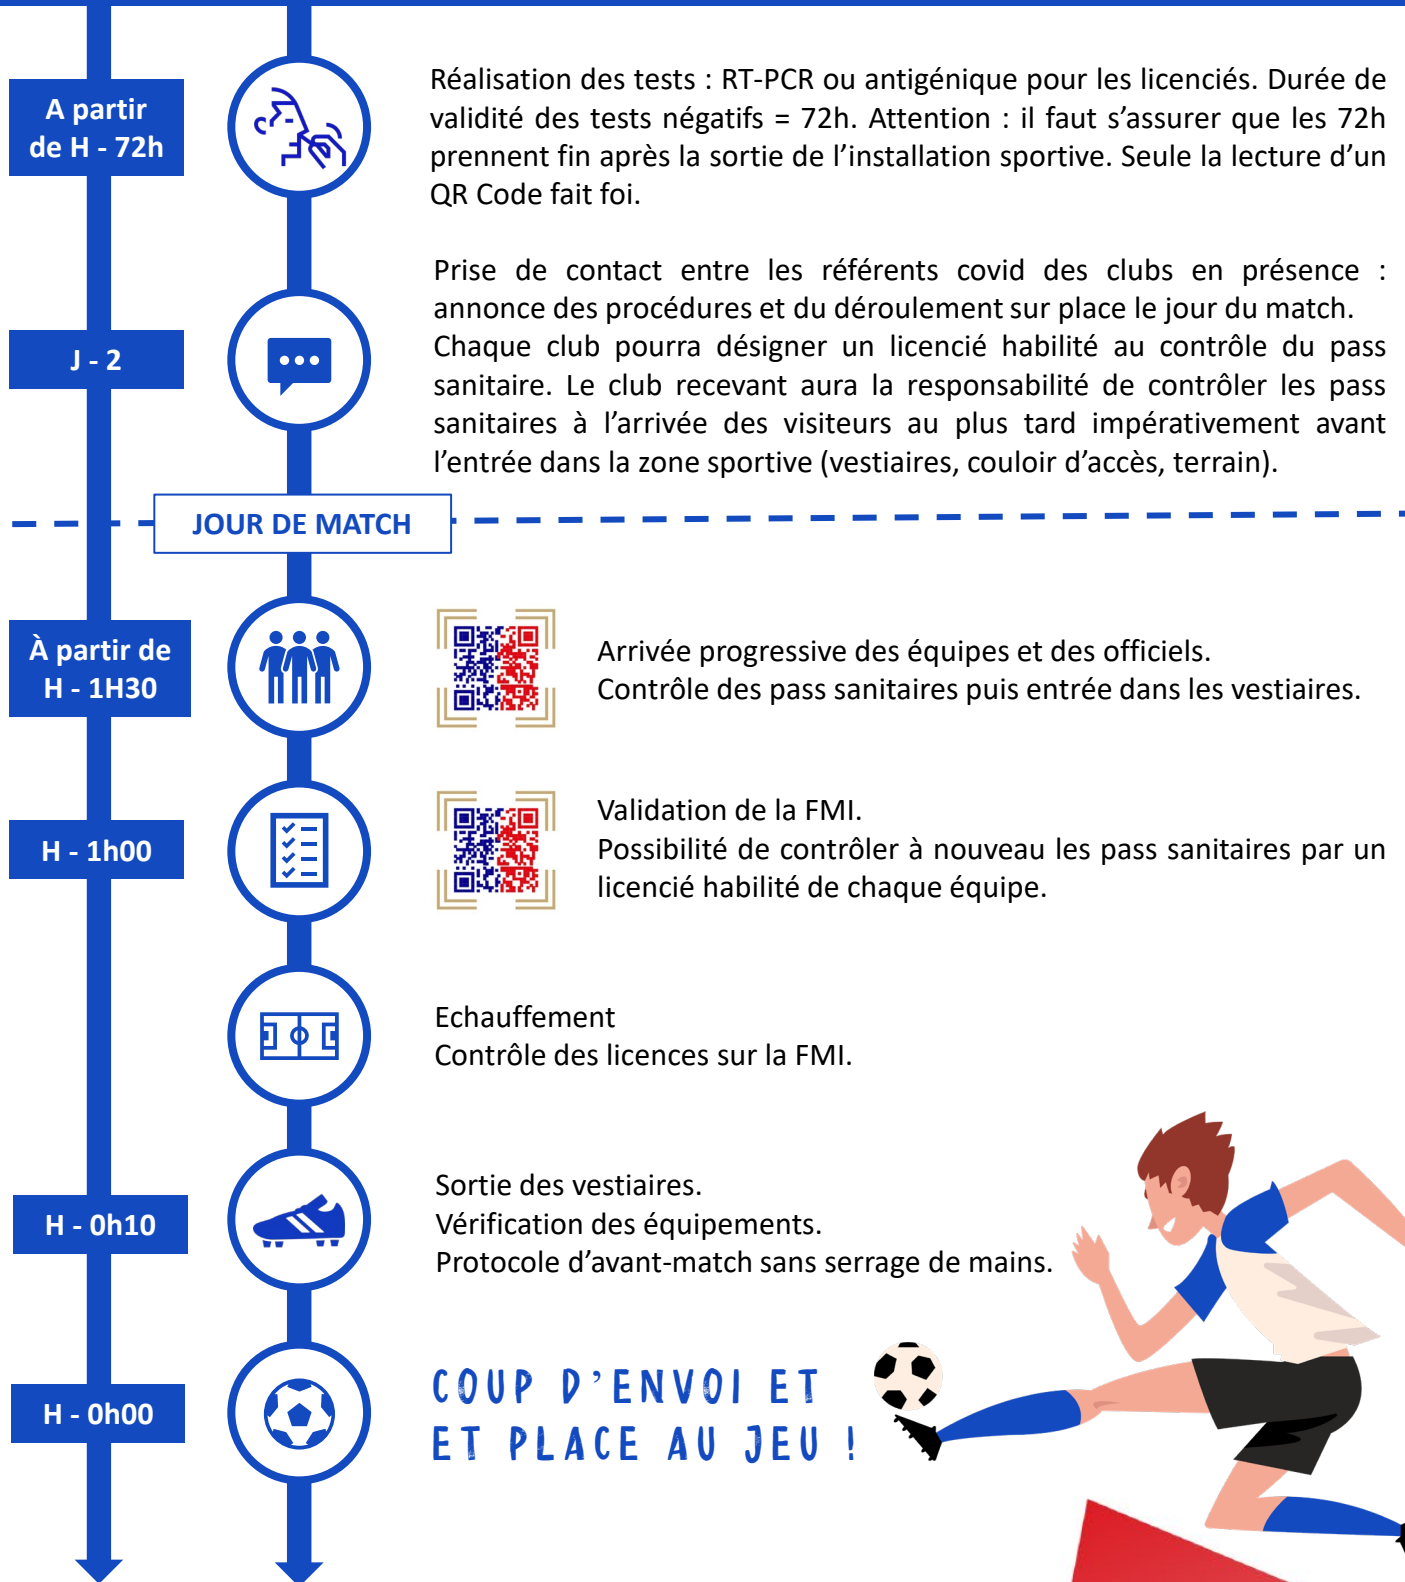 A partir
de H - 72h
Réalisation des tests : RT-PCR ou antigénique pour les licenciés. Durée de
validité des tests négatifs = 72h. Attention : il faut s’assurer que les 72h
prennent fin après la sortie de l’installation sportive. Seule la lecture d’un
QR Code fait foi.
J - 2
Prise de contact entre les référents covid des clubs en présence :
annonce des procédures et du déroulement sur place le jour du match.
Chaque club pourra désigner un licencié habilité au contrôle du pass
sanitaire. Le club recevant aura la responsabilité de contrôler les pass
sanitaires à l’arrivée des visiteurs au plus tard impérativement avant
l’entrée dans la zone sportive (vestiaires, couloir d’accès, terrain).
JOUR DE MATCH
À partir de
H - 1H30
Arrivée progressive des équipes et des officiels.
Contrôle des pass sanitaires puis entrée dans les vestiaires.
H - 1h00
Validation de la FMI.
Possibilité de contrôler à nouveau les pass sanitaires par un
licencié habilité de chaque équipe.
Echauffement
Contrôle des licences sur la FMI.
H - 0h10
Sortie des vestiaires.
Vérification des équipements.
Protocole d’avant-match sans serrage de mains.
H - 0h00
COUP D’ENVOI ET
ET PLACE AU JEU !